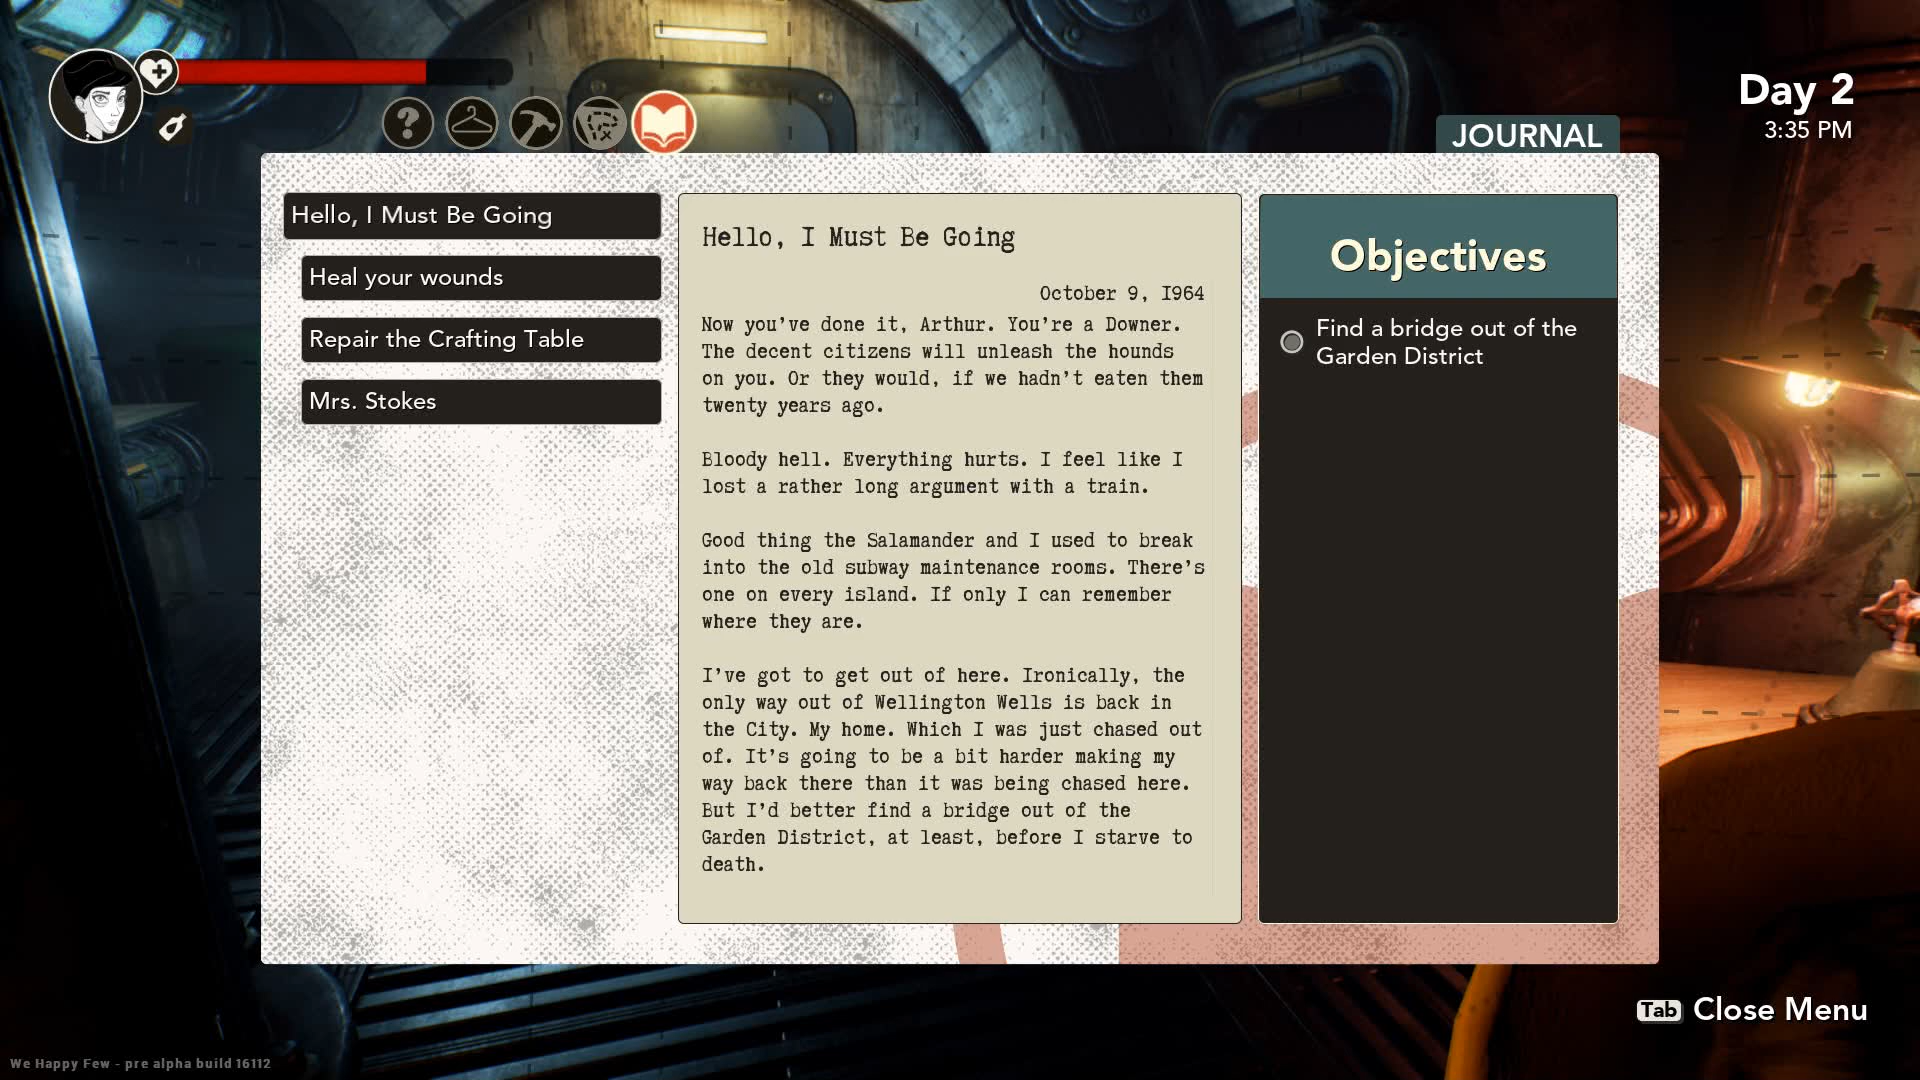 Day 2
3:35 PM
?
JOURNAL
Hello, I Must Be Going
Heal your wounds
Repair the Crafting Table
Mrs. Stokes
Hello, I Must Be Going
October 9, 1964
Now you've done it, Arthur. You're a Downer.
The decent citizens will unleash the hounds
on you. Or they would, if we hadn't eaten them
twenty years ago.
Bloody hell. Everything hurts. I feel like I
lost a rather long argument with a train.
Good thing the Salamander and I used to break
into the old subway maintenance rooms. There's
one on every island. If only I can remember
where they are.
I've got to get out of here. Ironically, the
only way out of Wellington Wells is back in
the City. My home. Which I was just chased out
of. It's going to be a bit harder making my
way back there than it was being chased here.
But I'd better find a bridge out of the
Garden District, at least, before I starve to
death.
Objectives
Find a bridge out of the
Garden District
Tab Close Menu
We Happy Few - pre alpha build 16112